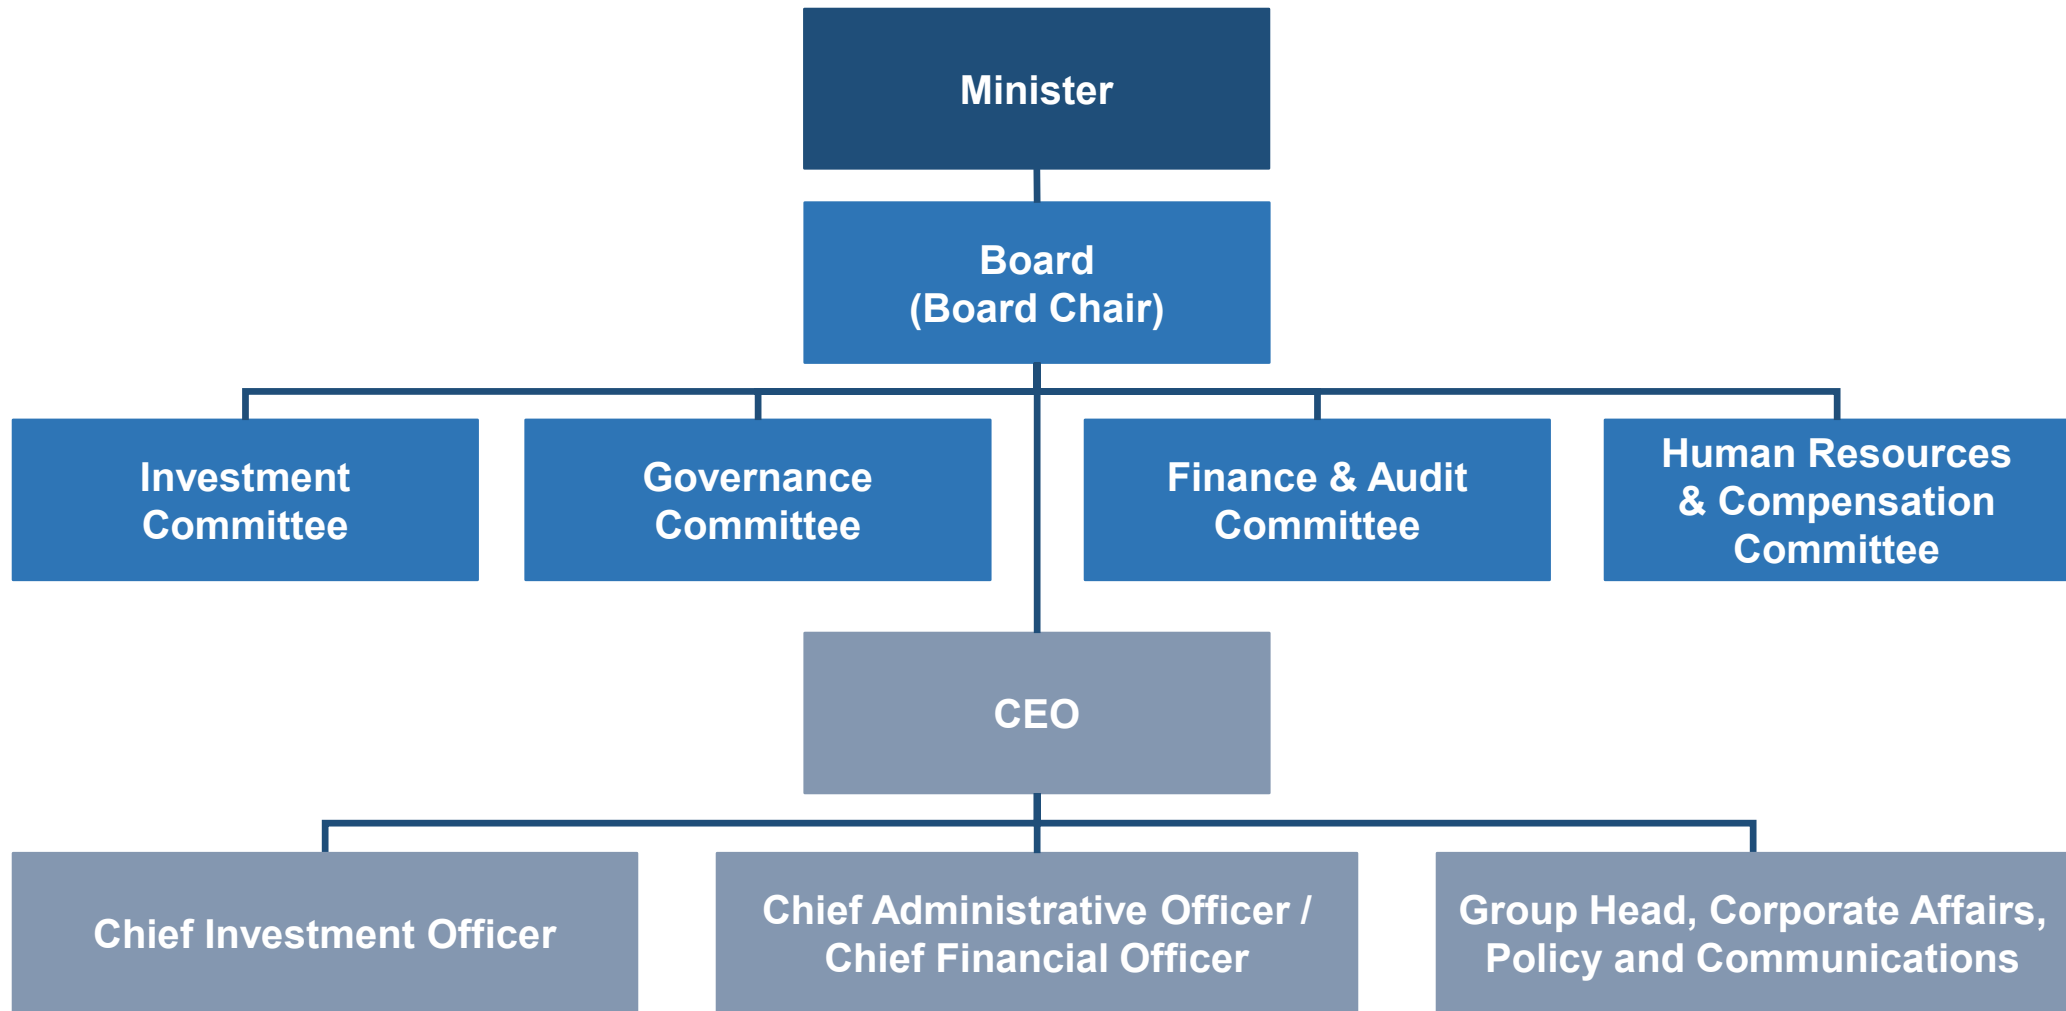 Minister
Board
(Board Chair)
Investment
Committee
Governance
Committee
Finance & Audit
Committee
Human Resources
& Compensation
Committee
CEO
Chief Investment Officer
Chief Administrative Officer /
Chief Financial Officer
Group Head, Corporate Affairs,
Policy and Communications